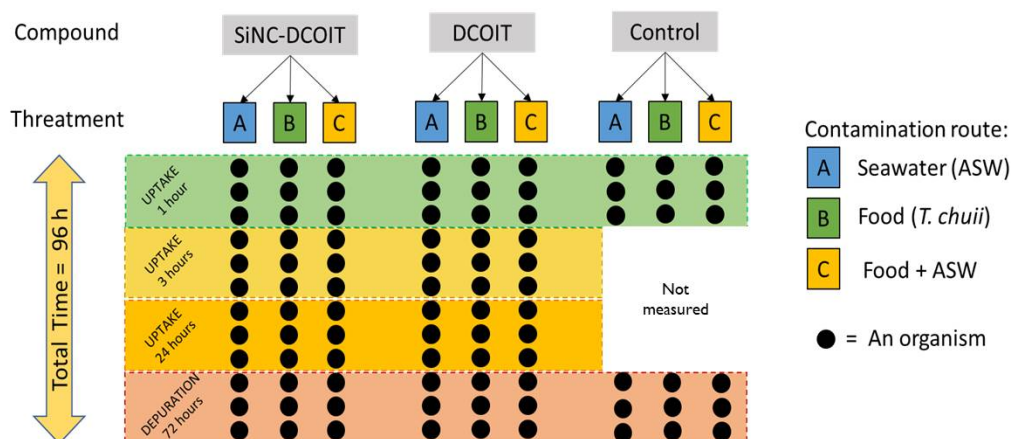 Compound
SiNC-DCOIT
DCOIT
Control
Threatment
A
B
C
A
B
C
A
B
C
Total Time = 96 h
UPTAKE
1 hour
UPTAKE
3 hours
UPTAKE
24 hours
DEPURATION
72 hours
Not
measured
Contamination route:
A Seawater (ASW)
B Food (T. chuii)
C Food + ASW
= An organism